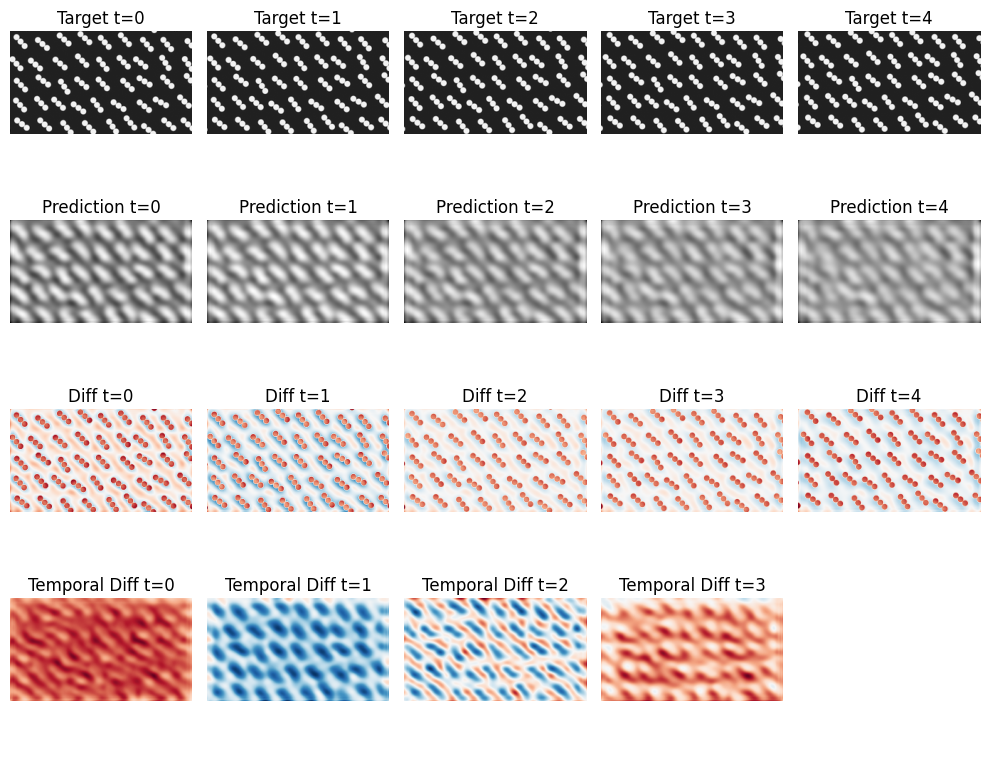 Target t=0 Target t=1 Target t=2 Target t=3 Target t=4
Prediction t=0 Prediction t=1 Prediction t=2 Prediction t=3 Prediction t=4
Diff t=0 Diff t=1 Diff t=2 Diff t=3 Diff t=4
Temporal Diff t=0 Temporal Diff t=1 Temporal Diff t=2 Temporal Diff t=3